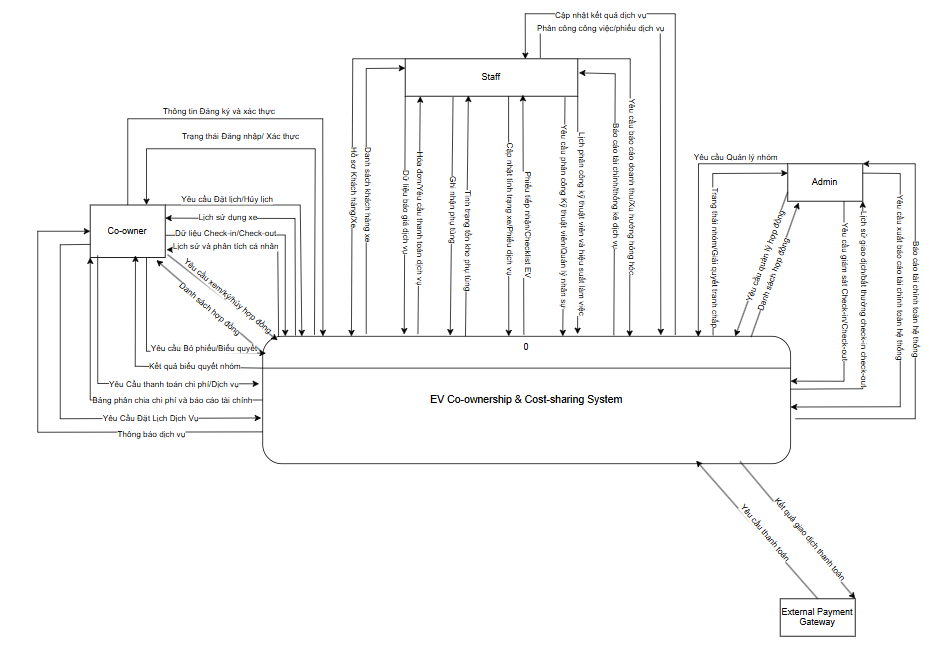 Cập nhật kết quả dịch vụ
Phân công công việc/phiếu dịch vụ
Staff
Thông tin Đăng ký và xác thực
Trạng thái Đăng nhập/ Xác thực
Hồ sơ Khách hàng/Xe
Danh sách khách hàng xe
Dữ liệu báo giá dịch vụ
Hóa đơn/Yêu cầu thanh toán dịch vụ
Ghi nhận phụ tùng
Tình trạng tồn kho phụ tùng
Cập nhật tình trạng xe/Phiếu dịch vụ
Phiếu tiếp nhận/Checklist EV
Yêu cầu phân công Kỹ thuật viên/Quản lý nhân sự
Lịch phân công kỹ thuật viên và hiệu suất làm việc
Báo cáo tài chính/thống kê dịch vụ
Yêu cầu báo cáo doanh thu/Xu hướng hỏng hóc
Yêu cầu Quản lý nhóm
Admin
Trạng thái nhóm/Giải quyết tranh chấp
Yêu cầu quản lý hợp đồng
Danh sách hợp đồng
Yêu cầu giám sát Check-in/Check-out
Lịch sử giao dịch/bất thường check-in check-out
Yêu cầu xuất báo cáo tài chính toàn hệ thống
Báo cáo tài chính toàn hệ thống
Yêu cầu Đặt lịch/Hủy lịch
Co-owner
Lịch sử dụng xe
Dữ liệu Check-in/Check-out
Lịch sử và phân tích cá nhân
Yêu cầu xem/ký/hủy hợp đồng
Danh sách hợp đồng
Yêu cầu Bỏ phiếu/Biểu quyết
Kết quả biểu quyết nhóm
Yêu Cầu thanh toán chi phí/Dịch vụ
Bảng phân chia chi phí và báo cáo tài chính
Yêu Cầu Đặt Lịch Dịch Vụ
Thông báo dịch vụ
0
EV Co-ownership & Cost-sharing System
Yêu cầu thanh toán
Kết quả giao dịch thanh toán
External Payment
Gateway